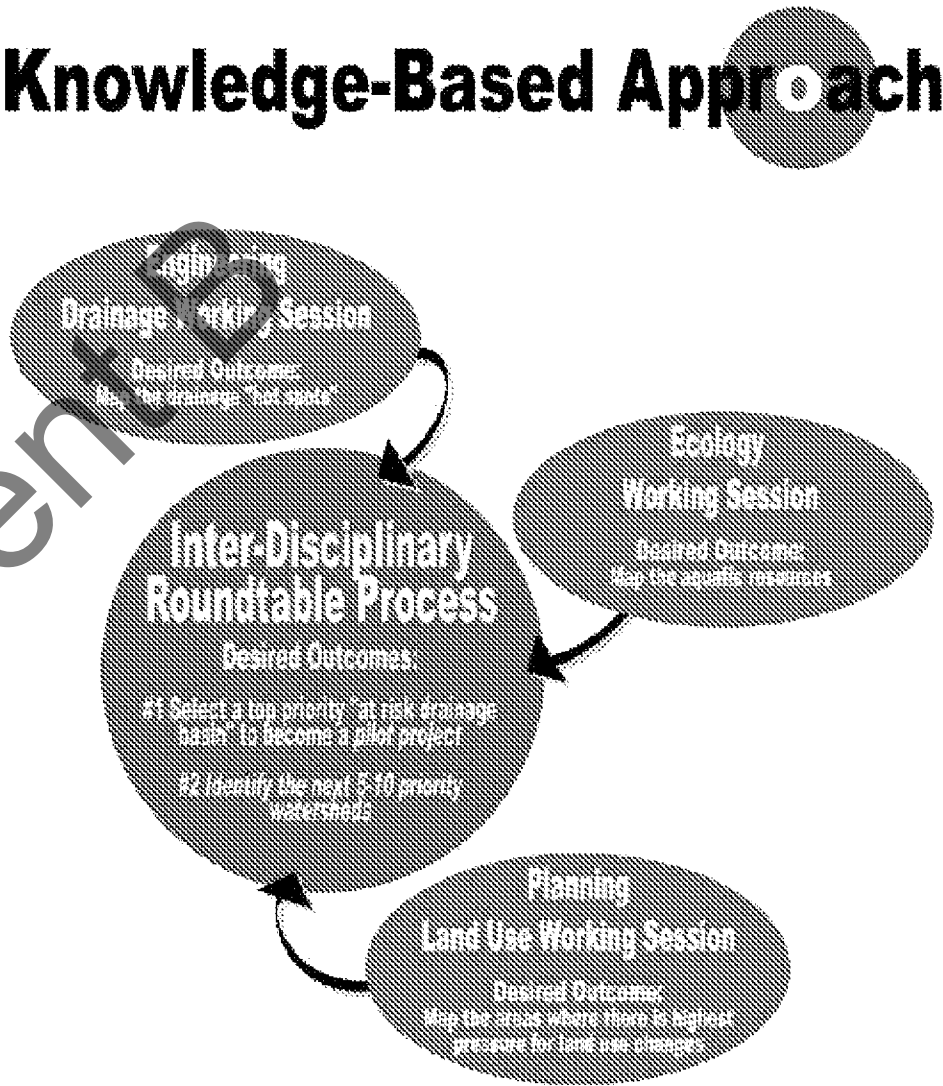 Knowledge-Based Approach
Engineering
Drainage Working Session
Desired Outcome:
Map the drainage "hot spots"
Ecology
Working Session
Desired Outcome:
Map the aquatic resources
Inter-Disciplinary
Roundtable Process
Desired Outcomes:
#1 Select a top priority "at risk drainage
basin" to become a pilot project
#2 Identify the next 5-10 priority
watersheds
Planning
Land Use Working Session
Desired Outcome:
Map the areas where there is highest
pressure for land use changes
ent B